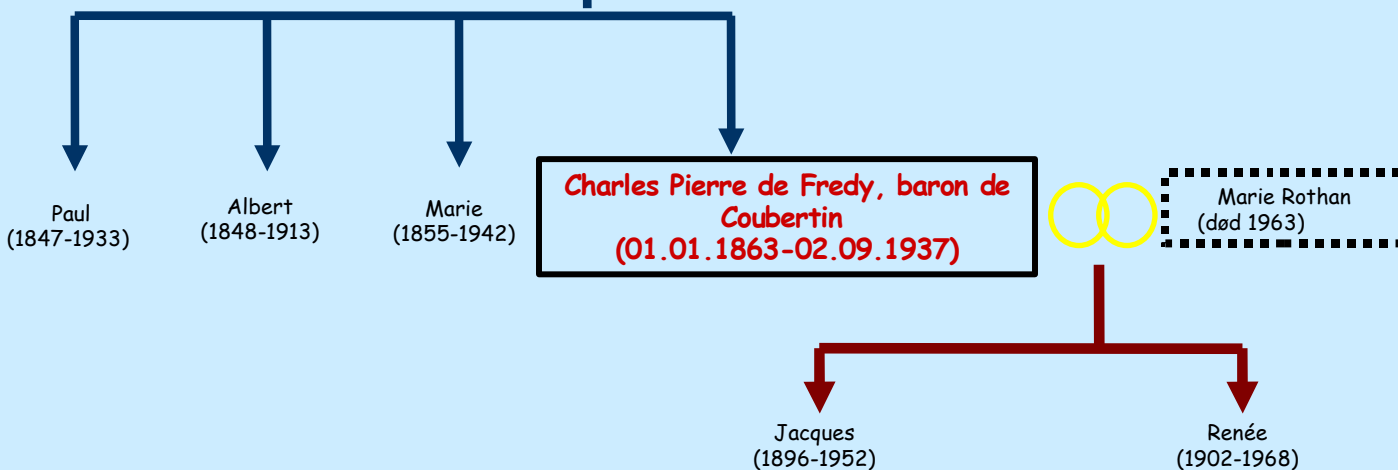 Paul
(1847-1933)
Albert
(1848-1913)
Marie
(1855-1942)
Charles Pierre de Fredy, baron de
Coubertin
(01.01.1863-02.09.1937)
Marie Rothan
(død 1963)
Jacques
(1896-1952)
Renée
(1902-1968)